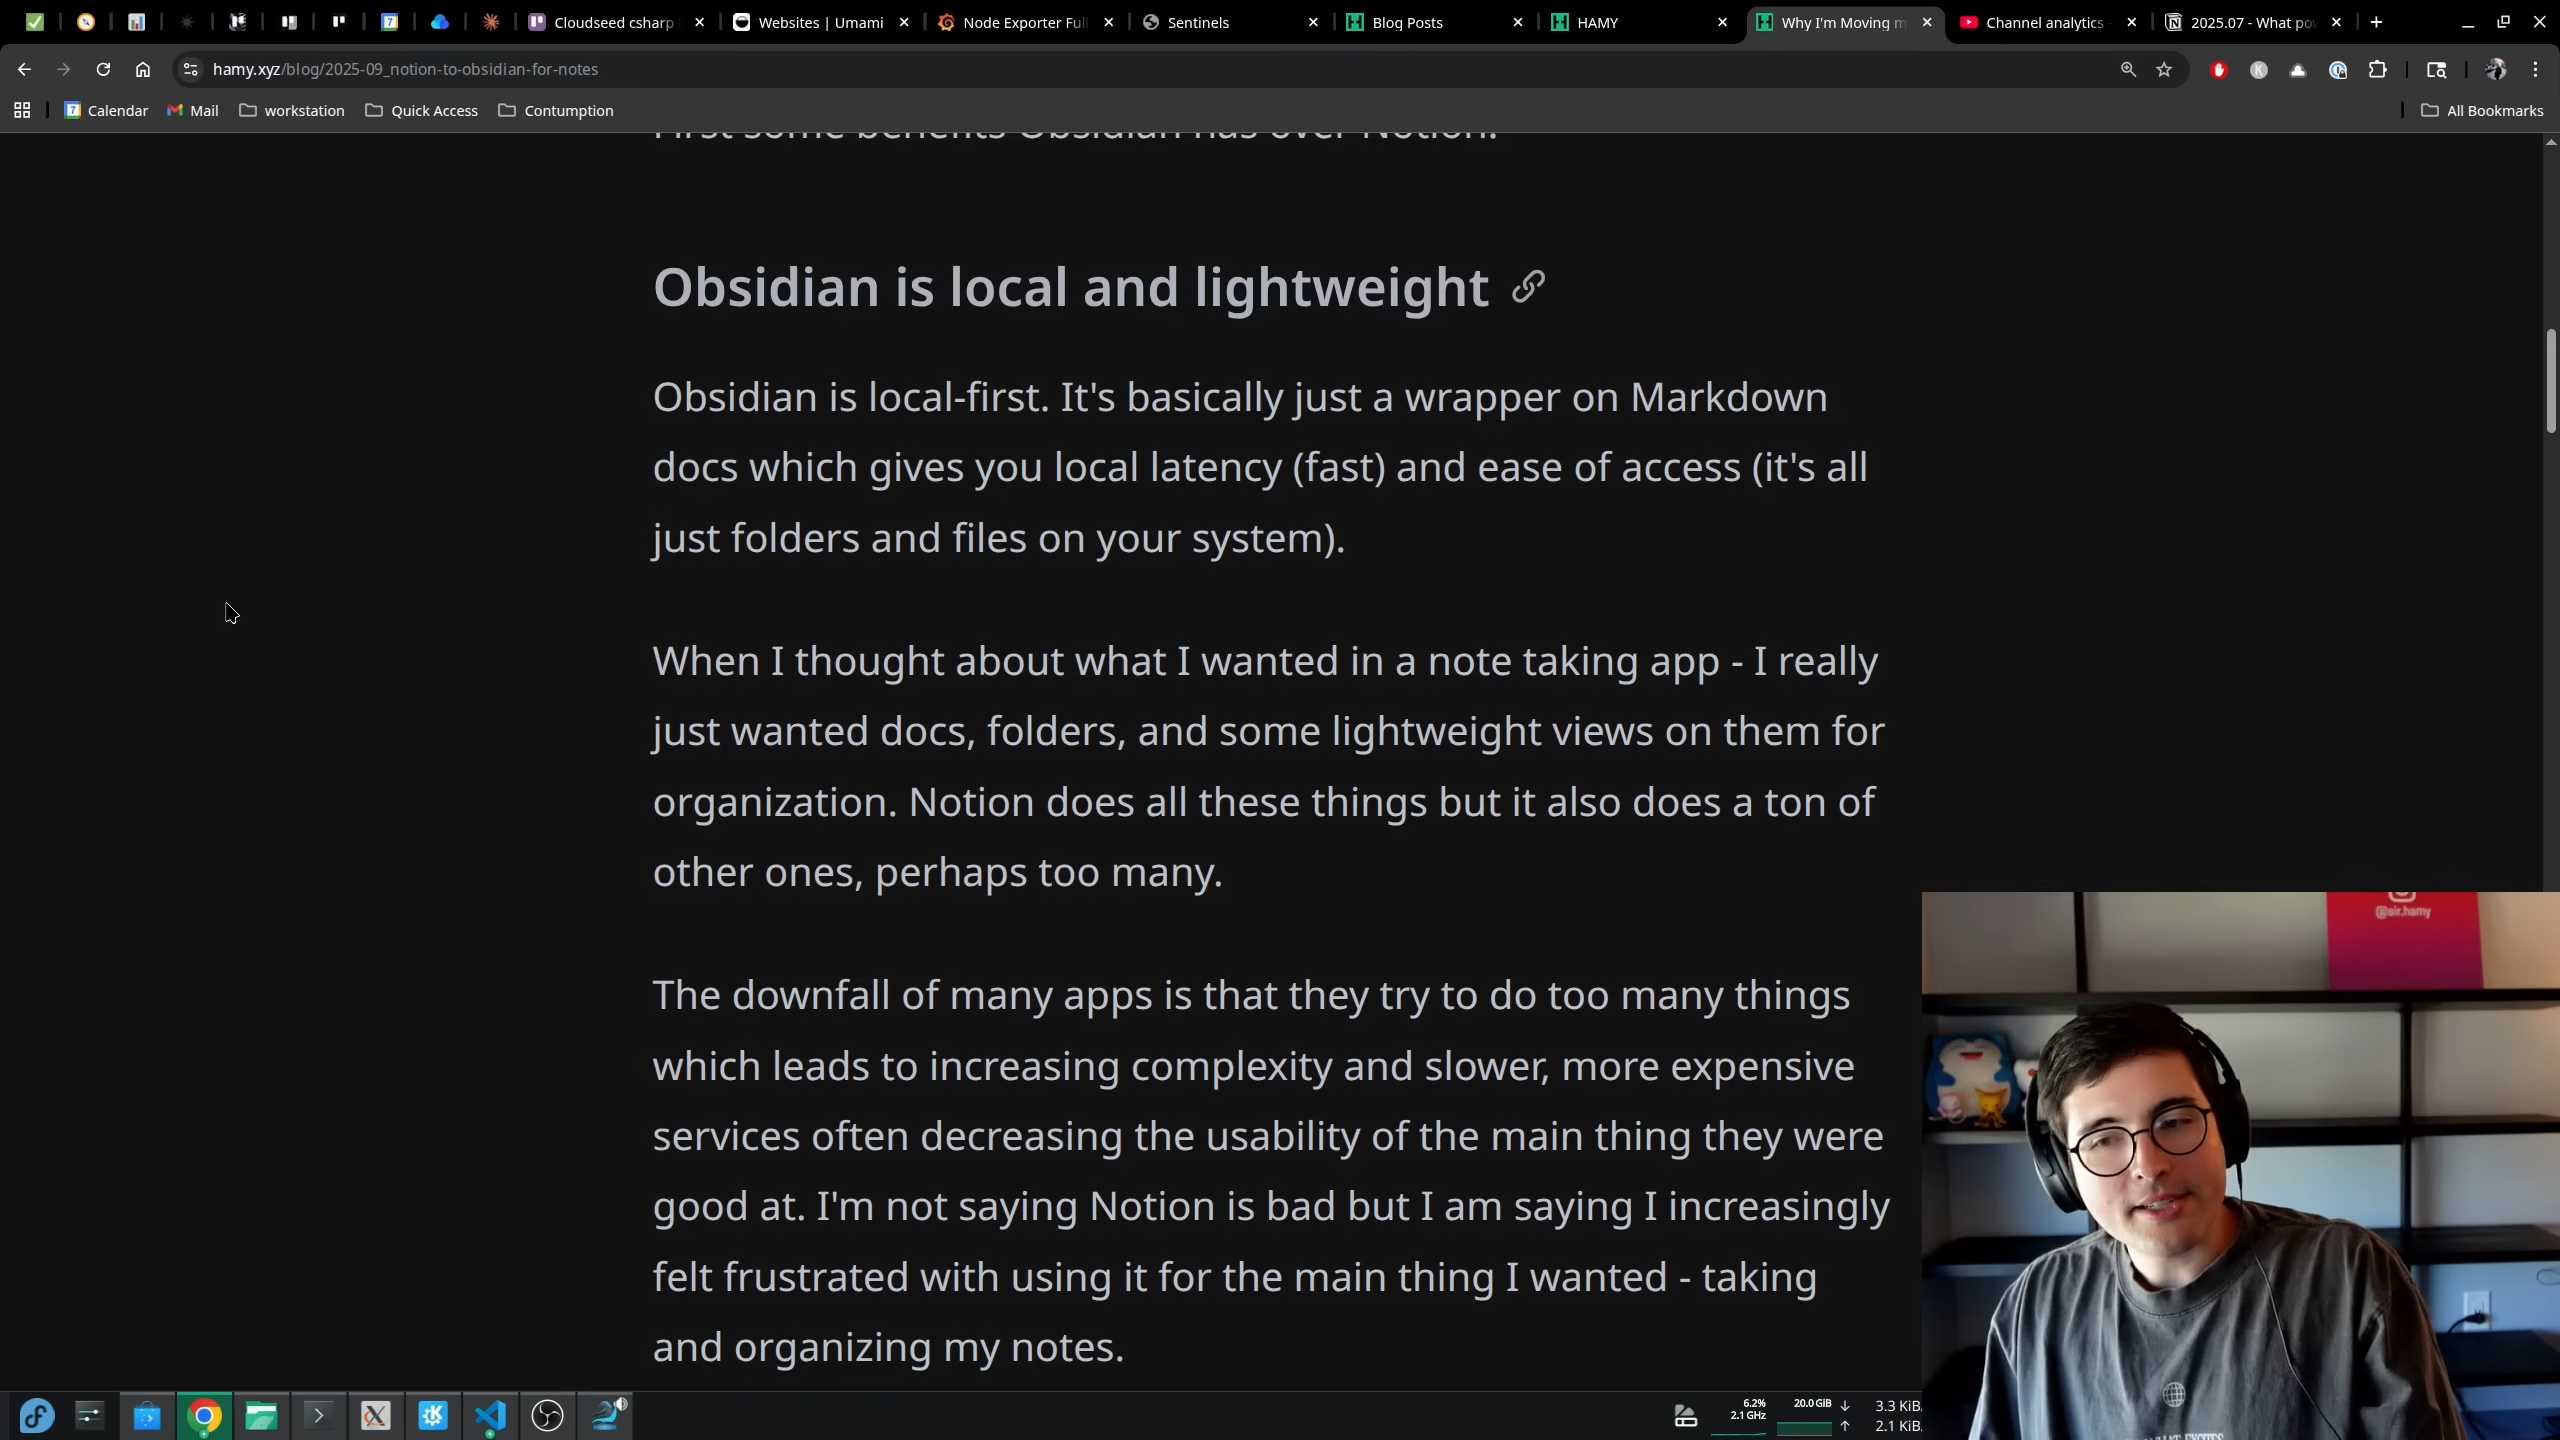 Cloudseed csharp
Websites | Umami
Node Exporter Full
Sentinels
Blog Posts
HAMY
Why I'm Moving m
Channel analytics
2025.07 - What po
hamy.xyz/blog/2025-09_notion-to-obsidian-for-notes
Calendar
Mail
workstation
Quick Access
Contumption
All Bookmarks
First some benefits Obsidian has over Notion.
Obsidian is local and lightweight
Obsidian is local-first. It's basically just a wrapper on Markdown
docs which gives you local latency (fast) and ease of access (it's all
just folders and files on your system).
When I thought about what I wanted in a note taking app - I really
just wanted docs, folders, and some lightweight views on them for
organization. Notion does all these things but it also does a ton of
other ones, perhaps too many.
The downfall of many apps is that they try to do too many things
which leads to increasing complexity and slower, more expensive
services often decreasing the usability of the main thing they were
good at. I'm not saying Notion is bad but I am saying I increasingly
felt frustrated with using it for the main thing I wanted - taking
and organizing my notes.
@sir.hamy
6.2%
2.1 GHz
20.0 GiB
3.3 KiB
2.1 KiB